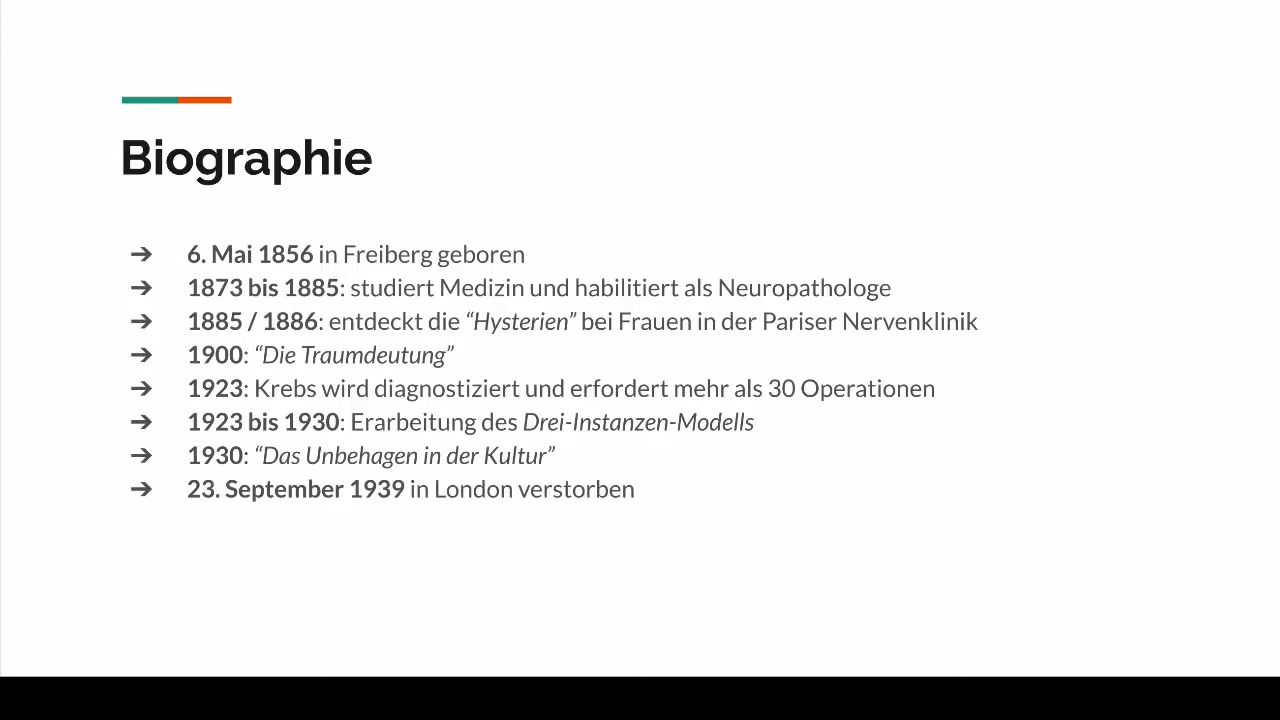 Biographie
➔ 6. Mai 1856 in Freiberg geboren
➔ 1873 bis 1885: studiert Medizin und habilitiert als Neuropathologe
➔ 1885 / 1886: entdeckt die “Hysterien” bei Frauen in der Pariser Nervenklinik
➔ 1900: “Die Traumdeutung”
➔ 1923: Krebs wird diagnostiziert und erfordert mehr als 30 Operationen
➔ 1923 bis 1930: Erarbeitung des Drei-Instanzen-Modells
➔ 1930: “Das Unbehagen in der Kultur”
➔ 23. September 1939 in London verstorben